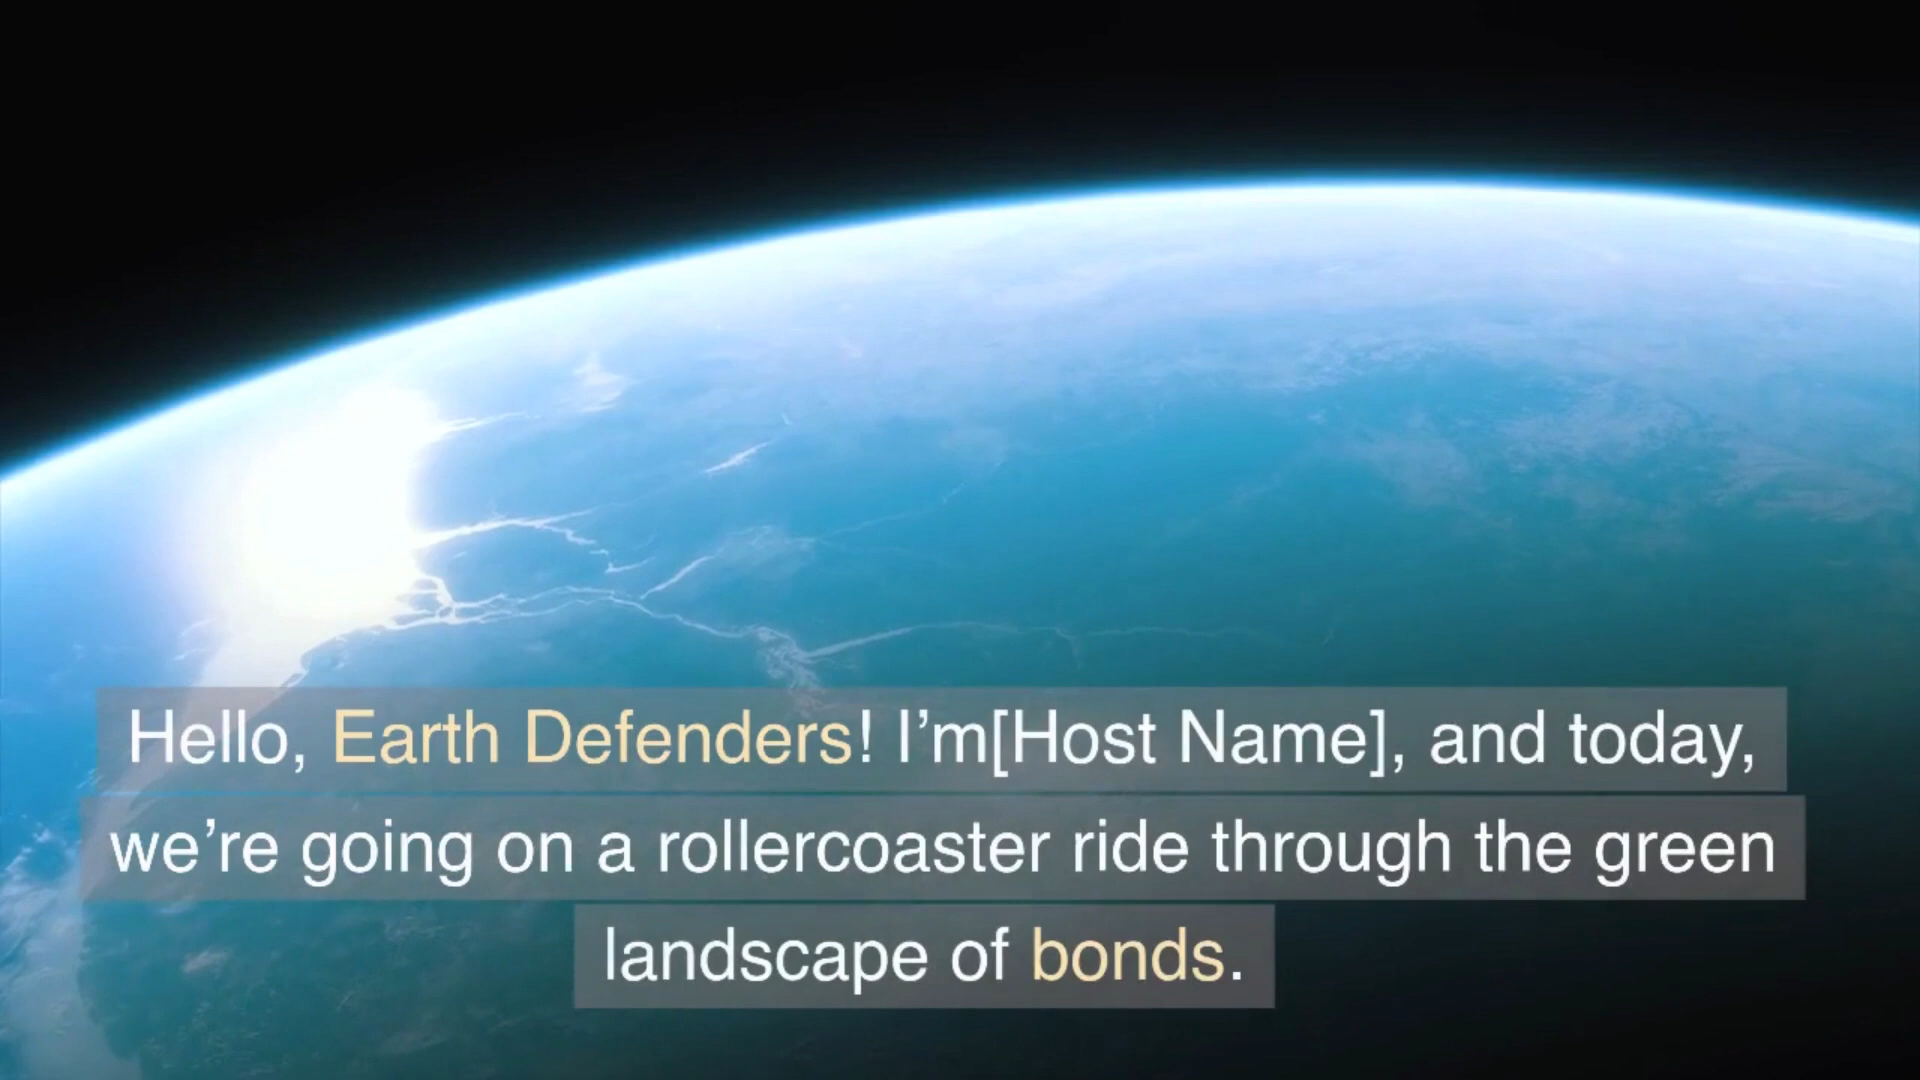 Hello, Earth Defenders! I’m[Host Name], and today,
we’re going on a rollercoaster ride through the green
landscape of bonds.